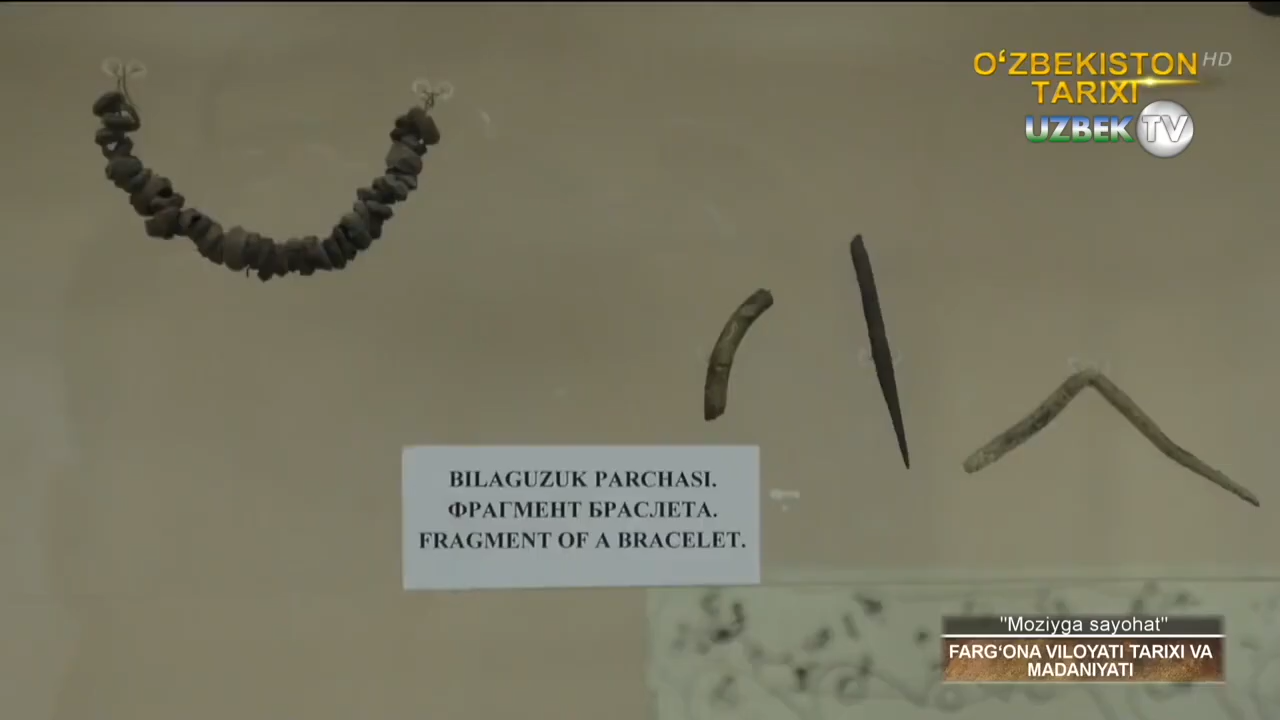 O‘ZBEKISTON HD
TARIXI
UZBEK TV
BILAGUZUK PARCHASI.
ФРАГМЕНТ БРАСЛЕТА.
FRAGMENT OF A BRACELET.
"Moziyga sayohat"
FARG‘ONA VILOYATI TARIXI VA
MADANIYATI